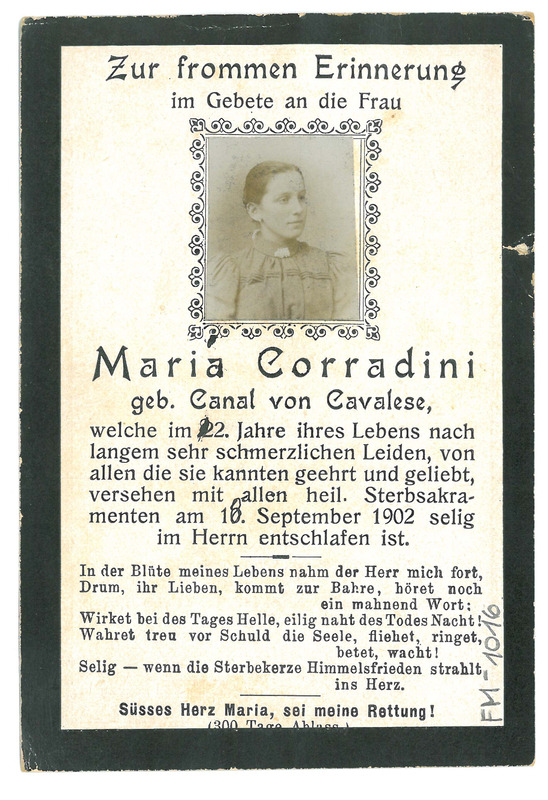 Zur frommen Erinnerung
im Gebete an die Frau
Maria Corradini
geb. Canal von Cavalese,
welche im 22. Jahre ihres Lebens nach
langem sehr schmerzlichen Leiden, von
allen die sie kannten geehrt und geliebt,
versehen mit allen heil. Sterbsakra-
menten am 18. September 1902 selig
im Herrn entschlafen ist.
In der Blüte meines Lebens nahm der Herr mich fort,
Drum, ihr Lieben, kommt zur Bahre, höret noch
ein mahnend Wort:
Wirket bei des Tages Helle, eilig naht des Todes Nacht!
Wahret treu vor Schuld die Seele, fliehet, ringet,
betet, wacht!
Selig — wenn die Sterbekerze Himmelsfrieden strahlt
ins Herz.
Süsses Herz Maria, sei meine Rettung!
(300 Tage Ablass.)
FM-1016